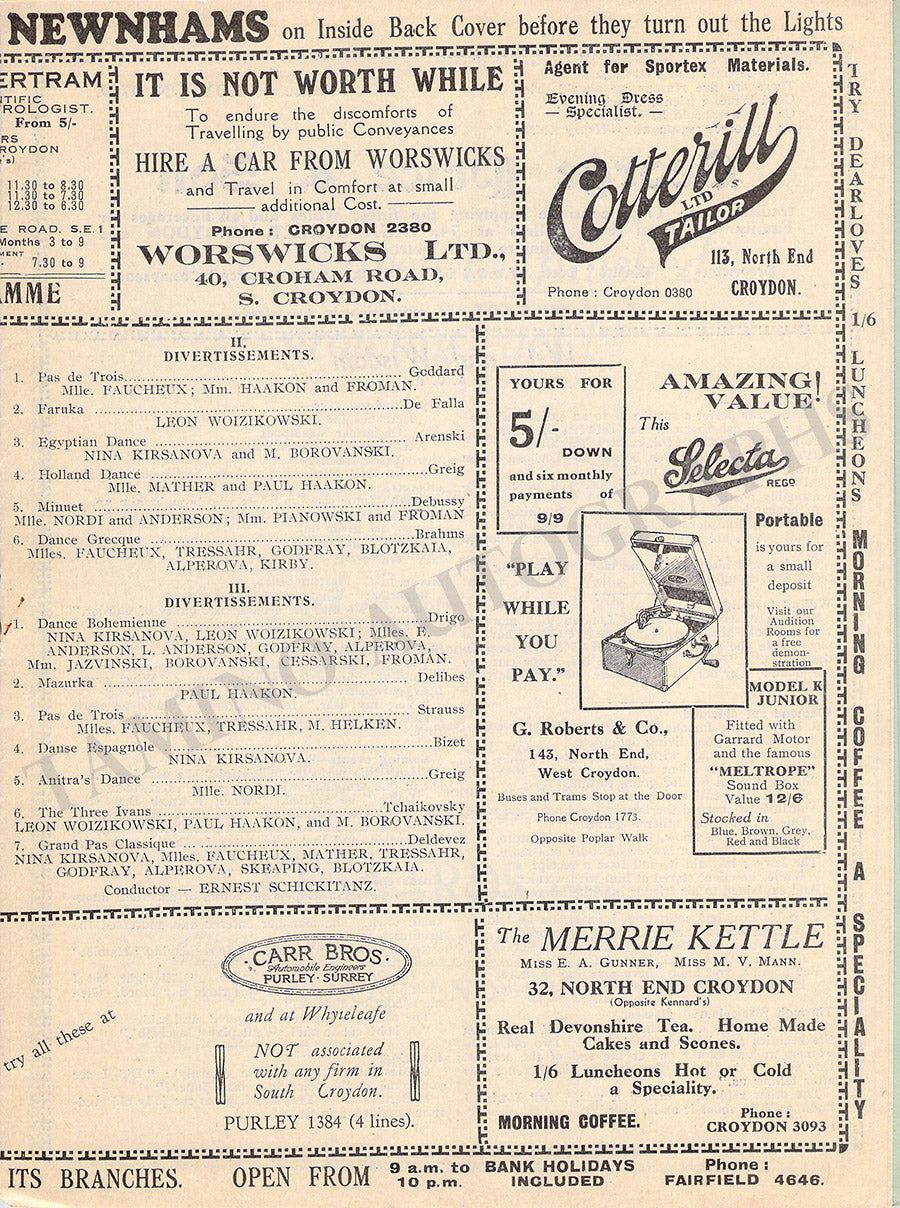 NEWNHAMS on Inside Back Cover before they turn out the Lights
ERTRAM
NTIFIC
ROLOGIST.
From 5/-
RS
ROYDON
's)
11.30 to 8.30
11.30 to 7.30
12.30 to 6.30
E ROAD, S.E.1
Months 3 to 9
MENT
7.30 to 9
AMME
IT IS NOT WORTH WHILE
To endure the discomforts of
Travelling by public Conveyances
HIRE A CAR FROM WORSWICKS
and Travel in Comfort at small
additional Cost.
Phone: CROYDON 2380
WORSWICKS LTD.,
40, CROHAM ROAD,
S. CROYDON.
Agent for Sportex Materials.
Evening Dress
— Specialist. —
Cotterill
LTD
TAILOR
113, North End
CROYDON.
Phone : Croydon 0380
II.
DIVERTISSEMENTS.
1. Pas de Trois................ Goddard
Mlle. FAUCHEUX; Mm. HAAKON and FROMAN.
2. Faruka ................De Falla
LEON WOIZIKOWSKI.
3. Egyptian Dance ................ Arenski
NINA KIRSANOVA and M. BOROVANSKI.
4. Holland Dance ................Greig
Mlle. MATHER and PAUL HAAKON.
5. Minuet ................Debussy
Mlle. NORDI and ANDERSON; Mm. PIANOWSKI and FROMAN
6. Dance Grecque ................Brahms
Mlles. FAUCHEUX, TRESSAHR, GODFRAY, BLOTZKAIA,
ALPEROVA, KIRBY.
III.
DIVERTISSEMENTS.
1. Dance Bohemienne ................Drigo
NINA KIRSANOVA, LEON WOIZIKOWSKI; Mlles. E.
ANDERSON, L. ANDERSON, GODFRAY, ALPEROVA,
Mm. JAZVINSKI, BOROVANSKI, CESSARSKI, FROMAN.
2. Mazurka ................ Delibes
PAUL HAAKON.
3. Pas de Trois ................ Strauss
Mlles. FAUCHEUX, TRESSAHR, M. HELKEN.
4. Danse Espagnole ................Bizet
NINA KIRSANOVA.
5. Anitra's Dance ................Greig
Mlle. NORDI.
6. The Three Ivans ................Tchaikovsky
LEON WOIZIKOWSKI, PAUL HAAKON, and M. BOROVANSKI.
7. Grand Pas Classique ................Deldevez
NINA KIRSANOVA, Mlles. FAUCHEUX, MATHER, TRESSAHR,
GODFRAY, ALPEROVA, SKEAPING, BLOTZKAIA.
Conductor — ERNEST SCHICKITANZ.
YOURS FOR
5/-
DOWN
and six monthly
payments of
9/9
AMAZING
VALUE!
This
Selecta
REGD
Portable
is yours for
a small
deposit
Visit our
Audition
Rooms for
a free
demon-
stration
"PLAY
WHILE
YOU
PAY."
MODEL K
JUNIOR
Fitted with
Garrard Motor
and the famous
"MELTROPE"
Sound Box
Value 12/6
Stocked in
Blue, Brown, Grey,
Red and Black
G. Roberts & Co.,
143, North End,
West Croydon.
Buses and Trams Stop at the Door
Phone Croydon 1773.
Opposite Poplar Walk
try all these at
CARR BROS.
Automobile Engineers
PURLEY · SURREY
and at Whyteleafe
NOT associated
with any firm in
South Croydon.
PURLEY 1384 (4 lines).
The MERRIE KETTLE
MISS E. A. GUNNER, MISS M. V. MANN.
32, NORTH END CROYDON
(Opposite Kennard's)
Real Devonshire Tea. Home Made
Cakes and Scones.
1/6 Luncheons Hot or Cold
a Speciality.
MORNING COFFEE.
Phone:
CROYDON 3093
TRY DEARLOVES 1/6 LUNCHEONS MORNING COFFEE A SPECIALITY
ITS BRANCHES. OPEN FROM 9 a.m. to 10 p.m. BANK HOLIDAYS INCLUDED Phone: FAIRFIELD 4646.
TAMINO AUTOGRAPHS